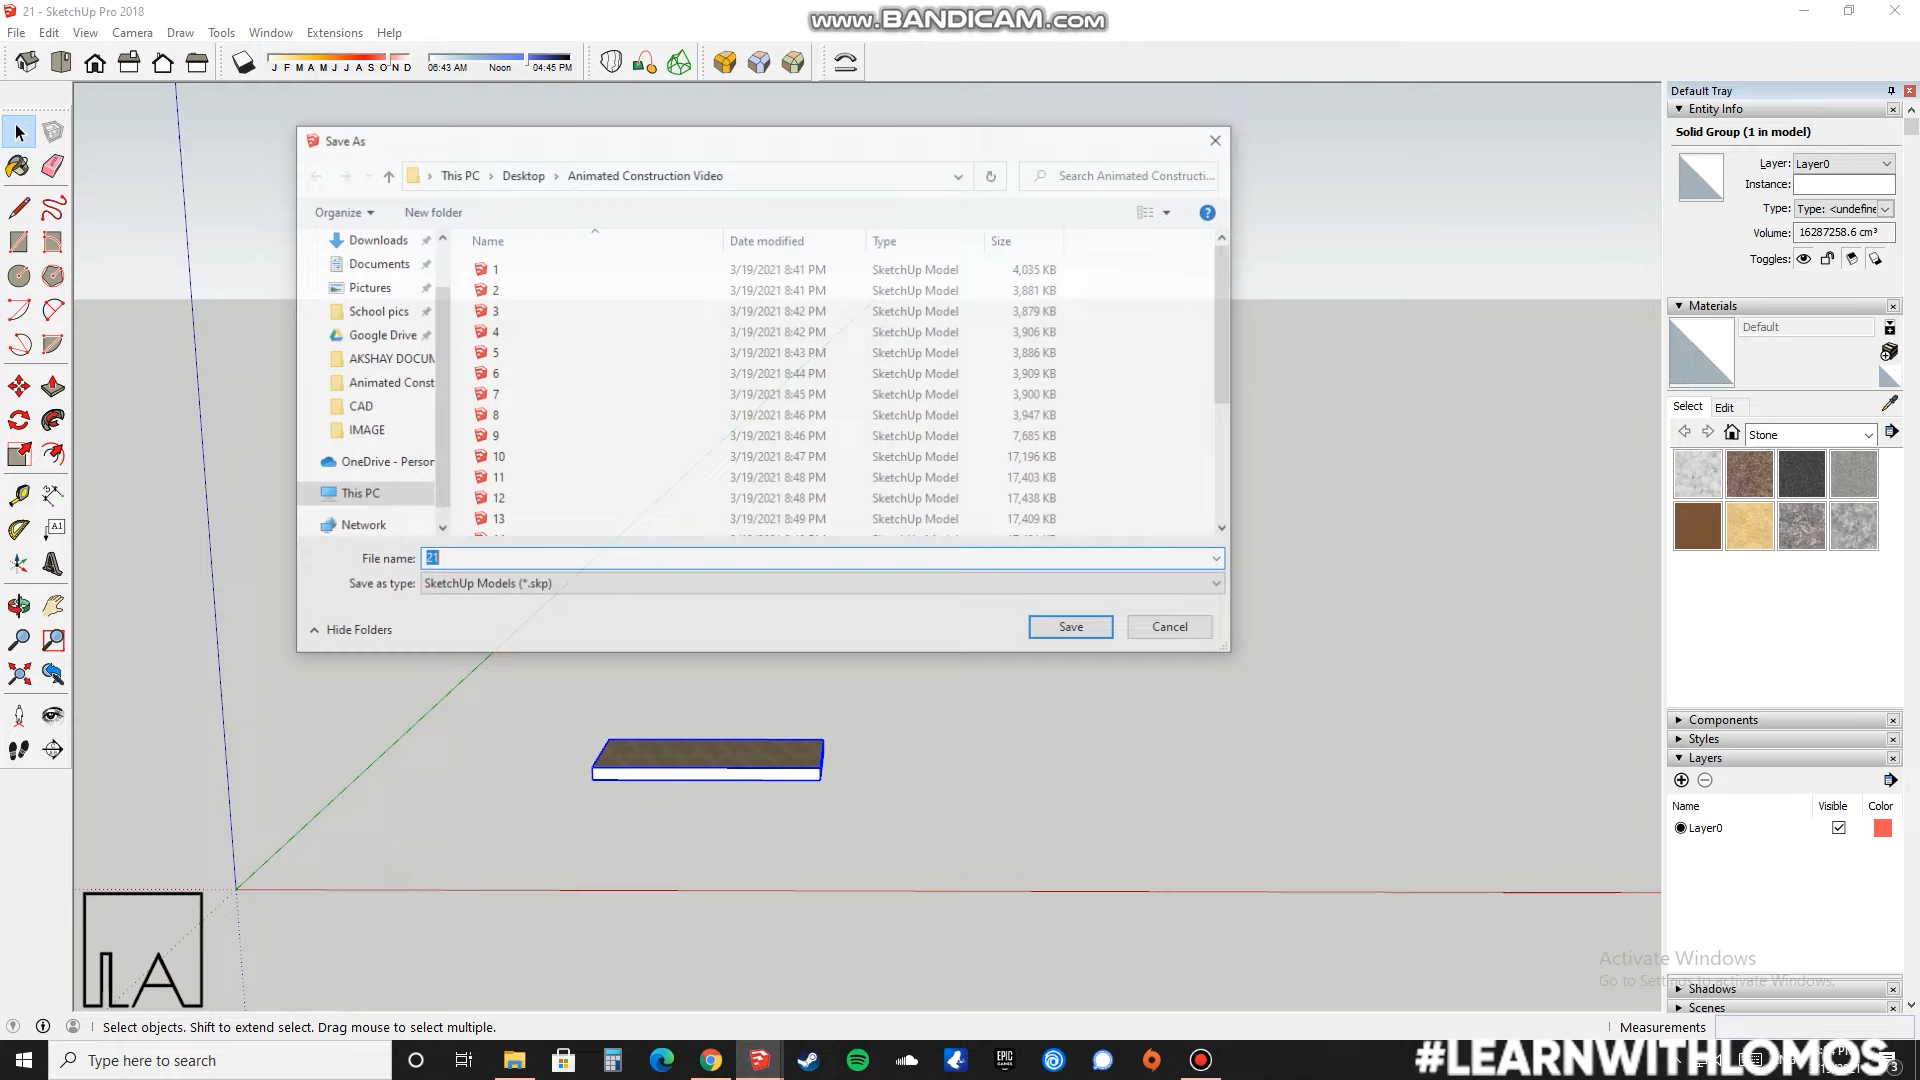 21 - SketchUp Pro 2018
www.BANDICAM.com
File Edit View Camera Draw Tools Window Extensions Help
J F M A M J J A S O N D
06:43 AM Noon 04:45 PM
Default Tray
Entity Info
Solid Group (1 in model)
Layer: Layer0
Instance:
Type: Type: <undefine
Volume: 16287258.6 cm³
Toggles:
Materials
Default
Select Edit
Stone
Components
Styles
Layers
Name Visible Color
Layer0
Shadows
Scenes
Save As
This PC › Desktop › Animated Construction Video
Search Animated Constructi...
Organize New folder
Downloads
Documents
Pictures
School pics
Google Drive
AKSHAY DOCUM
Animated Const
CAD
IMAGE
OneDrive - Person
This PC
Network
Name Date modified Type Size
1 3/19/2021 8:41 PM SketchUp Model 4,035 KB
2 3/19/2021 8:41 PM SketchUp Model 3,881 KB
3 3/19/2021 8:42 PM SketchUp Model 3,879 KB
4 3/19/2021 8:42 PM SketchUp Model 3,906 KB
5 3/19/2021 8:43 PM SketchUp Model 3,886 KB
6 3/19/2021 8:44 PM SketchUp Model 3,909 KB
7 3/19/2021 8:45 PM SketchUp Model 3,900 KB
8 3/19/2021 8:46 PM SketchUp Model 3,947 KB
9 3/19/2021 8:46 PM SketchUp Model 7,685 KB
10 3/19/2021 8:47 PM SketchUp Model 17,196 KB
11 3/19/2021 8:48 PM SketchUp Model 17,403 KB
12 3/19/2021 8:48 PM SketchUp Model 17,438 KB
13 3/19/2021 8:49 PM SketchUp Model 17,409 KB
File name: 21
Save as type: SketchUp Models (*.skp)
Hide Folders
Save Cancel
A1
LA
Activate Windows
Go to Settings to activate Windows.
Select objects. Shift to extend select. Drag mouse to select multiple.
Measurements
Type here to search
EPIC GAMES
#LEARNWITHLOMOS
3